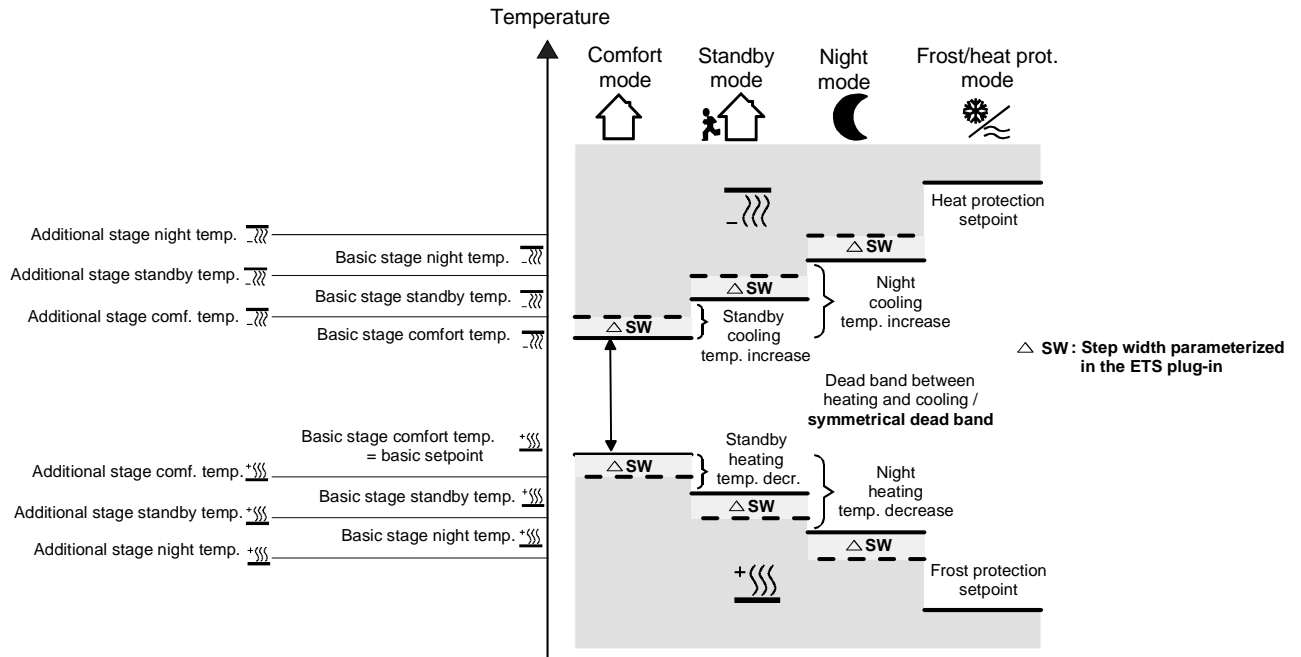 Temperature
Comfort
mode
Standby
mode
Night
mode
Frost/heat prot.
mode
Heat protection
setpoint
Additional stage night temp.
Basic stage night temp.
Additional stage standby temp.
Basic stage standby temp.
Additional stage comf. temp.
Basic stage comfort temp.
△ SW
△ SW
△ SW
Night
cooling
temp. increase
Standby
cooling
temp. increase
△ SW : Step width parameterized
in the ETS plug-in
Dead band between
heating and cooling /
symmetrical dead band
Basic stage comfort temp.
= basic setpoint
Additional stage comf. temp.
Basic stage standby temp.
Additional stage standby temp.
Basic stage night temp.
Additional stage night temp.
△ SW
Standby
heating
temp. decr.
△ SW
Night
heating
temp. decrease
△ SW
Frost protection
setpoint